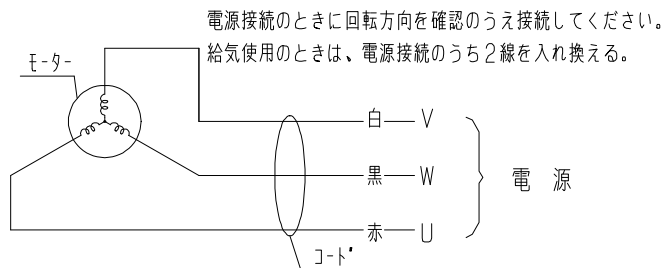 電源接続のときに回転方向を確認のうえ接続してください。
給気使用のときは、電源接続のうち2線を入れ換える。
モーター
白 V
黒 W
電 源
赤 U
コード